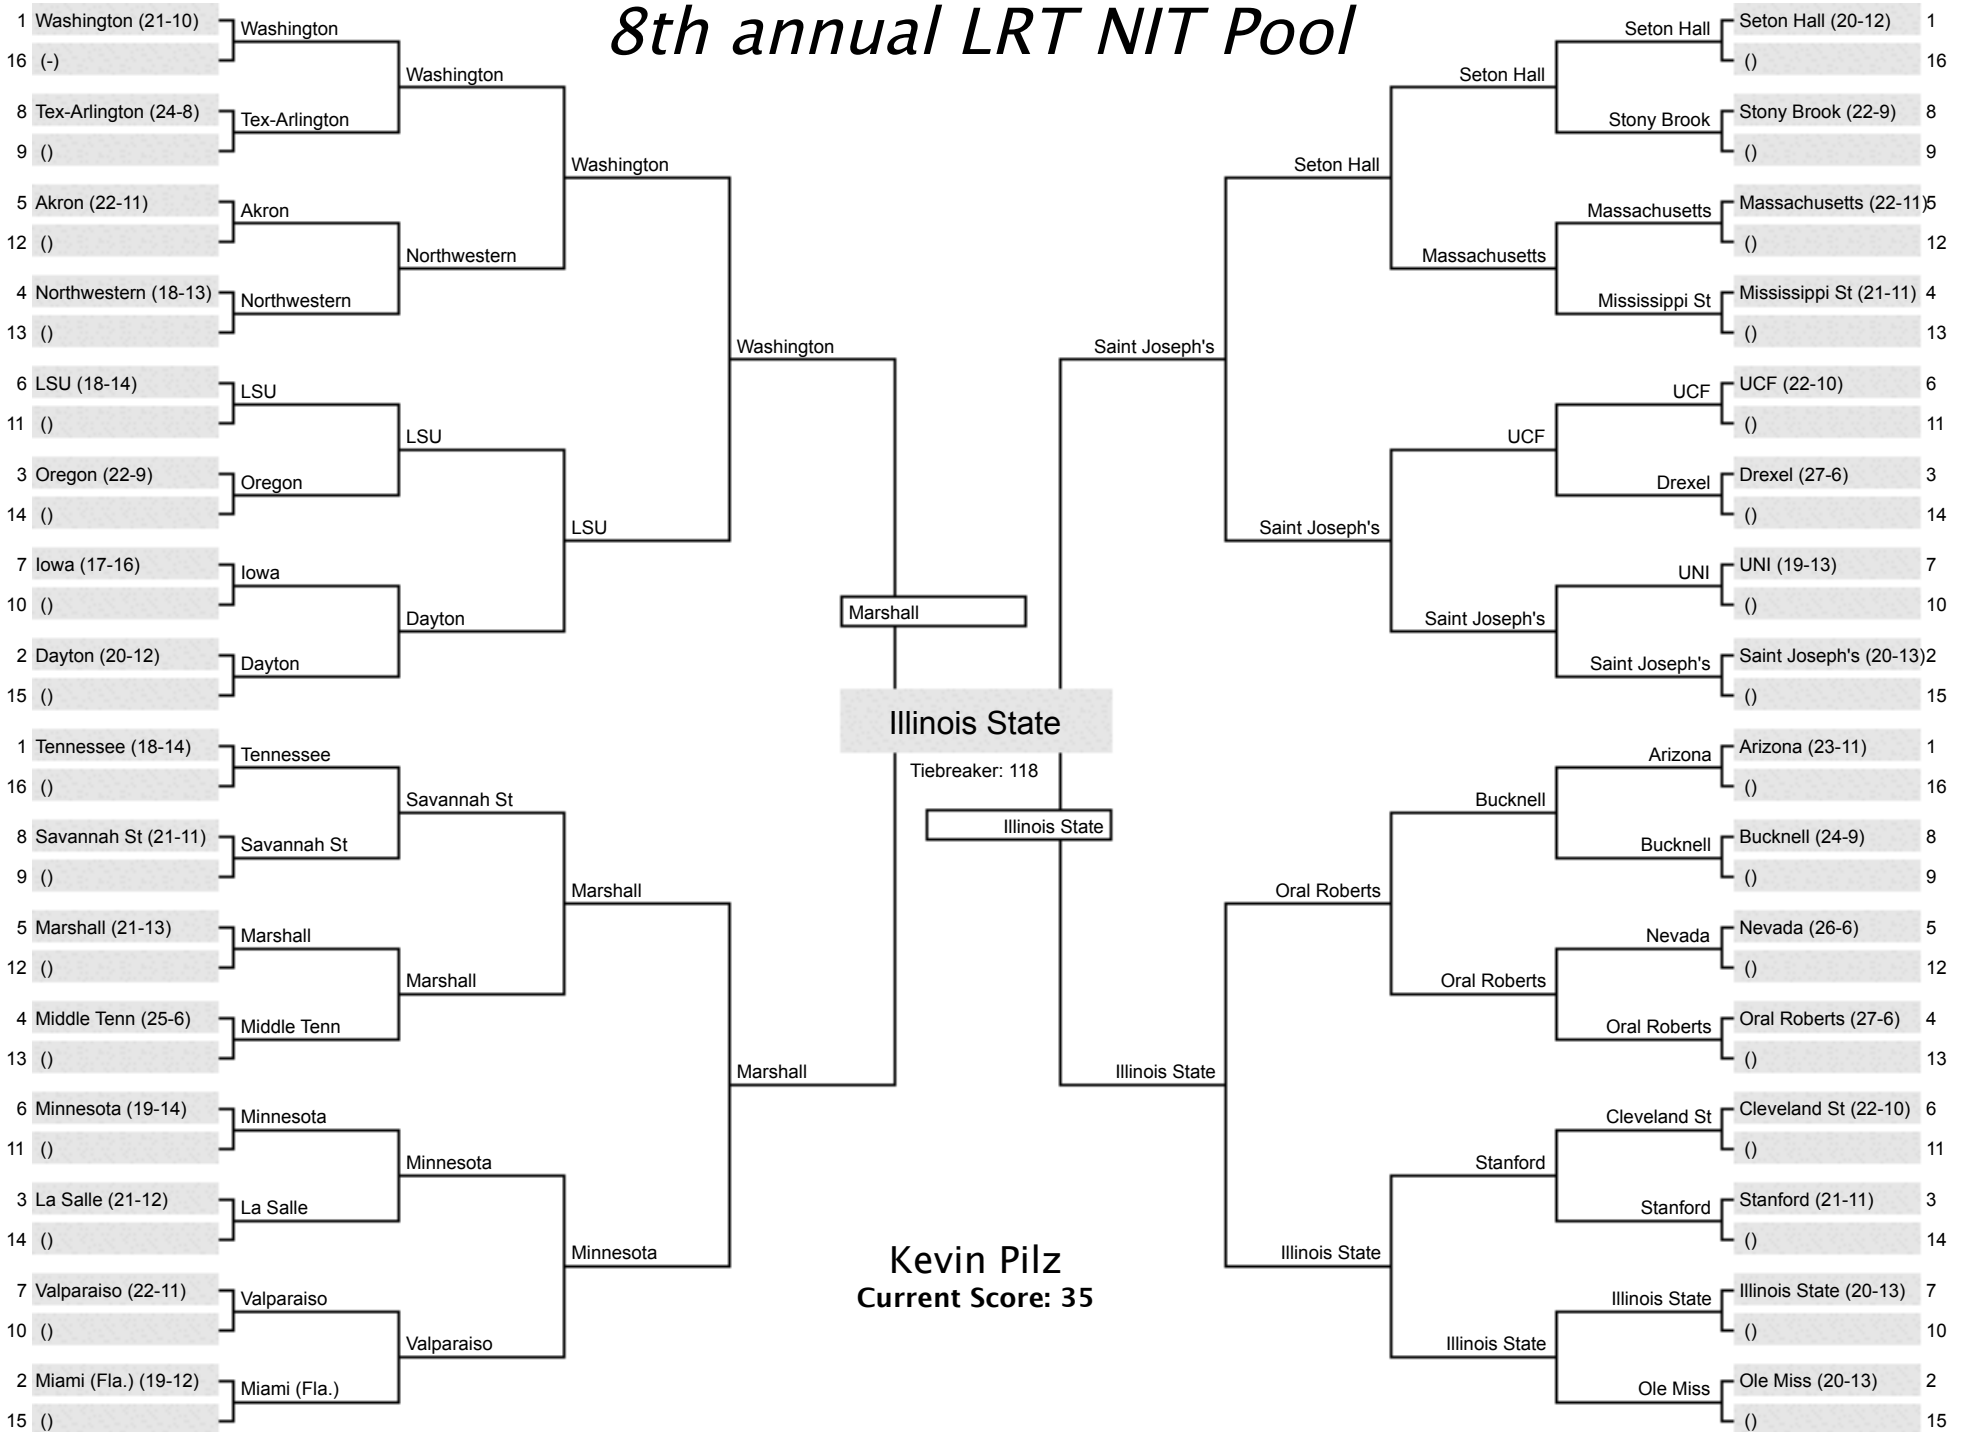 8th annual LRT NIT Pool
1 Washington (21-10)
16 (-)
8 Tex-Arlington (24-8)
9 ()
5 Akron (22-11)
12 ()
4 Northwestern (18-13)
13 ()
6 LSU (18-14)
11 ()
3 Oregon (22-9)
14 ()
7 Iowa (17-16)
10 ()
2 Dayton (20-12)
15 ()
1 Tennessee (18-14)
16 ()
8 Savannah St (21-11)
9 ()
5 Marshall (21-13)
12 ()
4 Middle Tenn (25-6)
13 ()
6 Minnesota (19-14)
11 ()
3 La Salle (21-12)
14 ()
7 Valparaiso (22-11)
10 ()
2 Miami (Fla.) (19-12)
15 ()
Washington
Tex-Arlington
Akron
Northwestern
LSU
Oregon
Iowa
Dayton
Tennessee
Savannah St
Marshall
Middle Tenn
Minnesota
La Salle
Valparaiso
Miami (Fla.)
Washington
Northwestern
LSU
Dayton
Savannah St
Marshall
Minnesota
Valparaiso
Washington
LSU
Marshall
Minnesota
Washington
Marshall
Marshall
Illinois State
Tiebreaker: 118
Illinois State
Kevin Pilz
Current Score: 35
Saint Joseph's
Illinois State
Seton Hall
Saint Joseph's
Oral Roberts
Illinois State
Seton Hall
Massachusetts
UCF
Saint Joseph's
Bucknell
Oral Roberts
Stanford
Illinois State
Seton Hall
Stony Brook
Massachusetts
Mississippi St
UCF
Drexel
UNI
Saint Joseph's
Arizona
Bucknell
Nevada
Oral Roberts
Cleveland St
Stanford
Illinois State
Ole Miss
Seton Hall (20-12) 1
() 16
Stony Brook (22-9) 8
() 9
Massachusetts (22-11) 5
() 12
Mississippi St (21-11) 4
() 13
UCF (22-10) 6
() 11
Drexel (27-6) 3
() 14
UNI (19-13) 7
() 10
Saint Joseph's (20-13) 2
() 15
Arizona (23-11) 1
() 16
Bucknell (24-9) 8
() 9
Nevada (26-6) 5
() 12
Oral Roberts (27-6) 4
() 13
Cleveland St (22-10) 6
() 11
Stanford (21-11) 3
() 14
Illinois State (20-13) 7
() 10
Ole Miss (20-13) 2
() 15